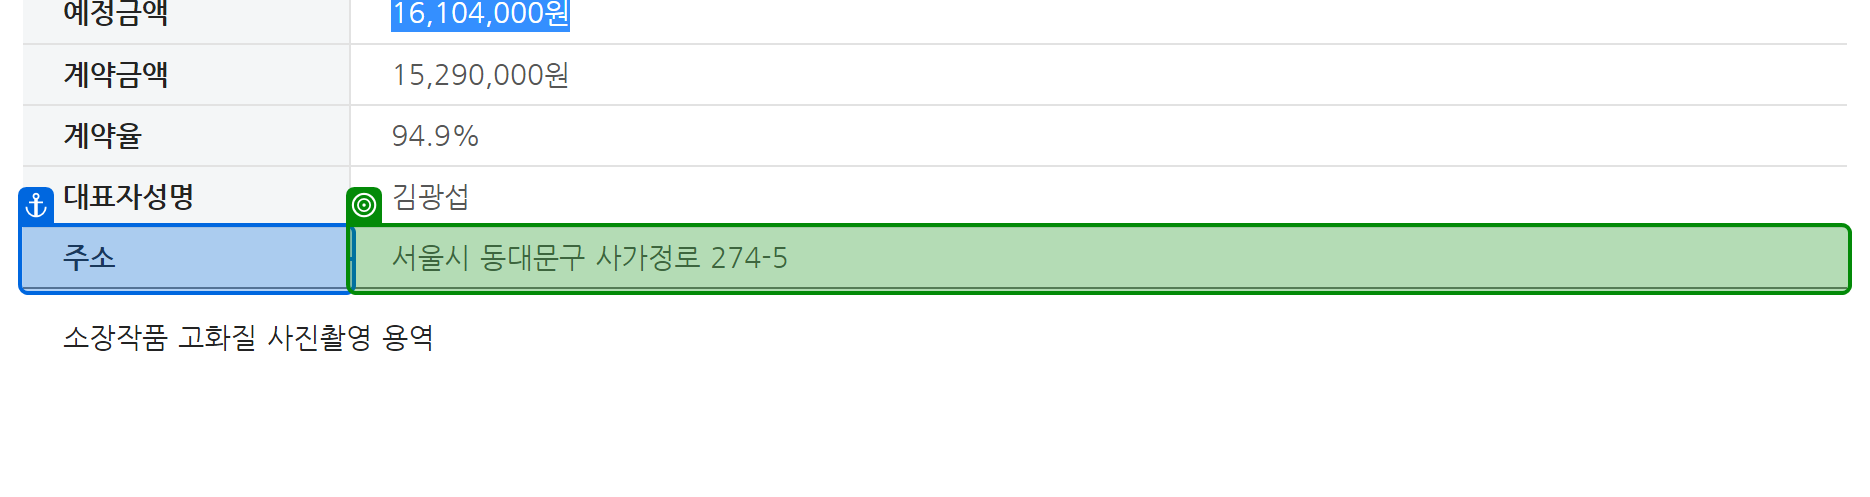 예정금액 16,104,000원
계약금액 15,290,000원
계약율 94.9%
대표자성명 김광섭
주소 서울시 동대문구 사가정로 274-5
소장작품 고화질 사진촬영 용역